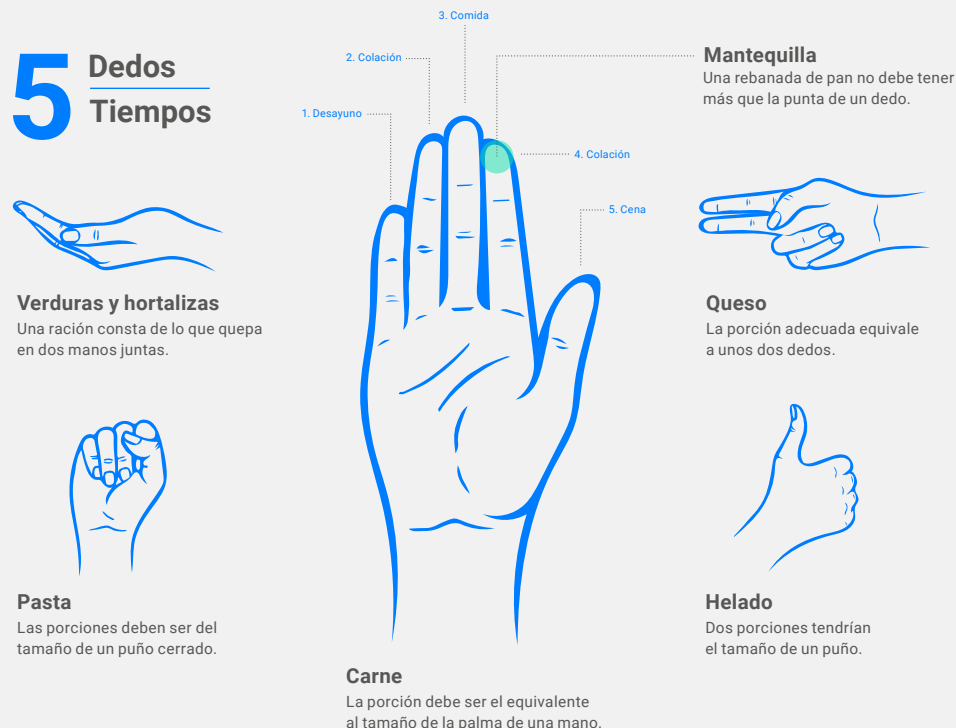 5 Dedos
Tiempos
1. Desayuno
2. Colación
3. Comida
4. Colación
5. Cena
Mantequilla
Una rebanada de pan no debe tener
más que la punta de un dedo.
Verduras y hortalizas
Una ración consta de lo que quepa
en dos manos juntas.
Queso
La porción adecuada equivale
a unos dos dedos.
Pasta
Las porciones deben ser del
tamaño de un puño cerrado.
Helado
Dos porciones tendrían
el tamaño de un puño.
Carne
La porción debe ser el equivalente
al tamaño de la palma de una mano.